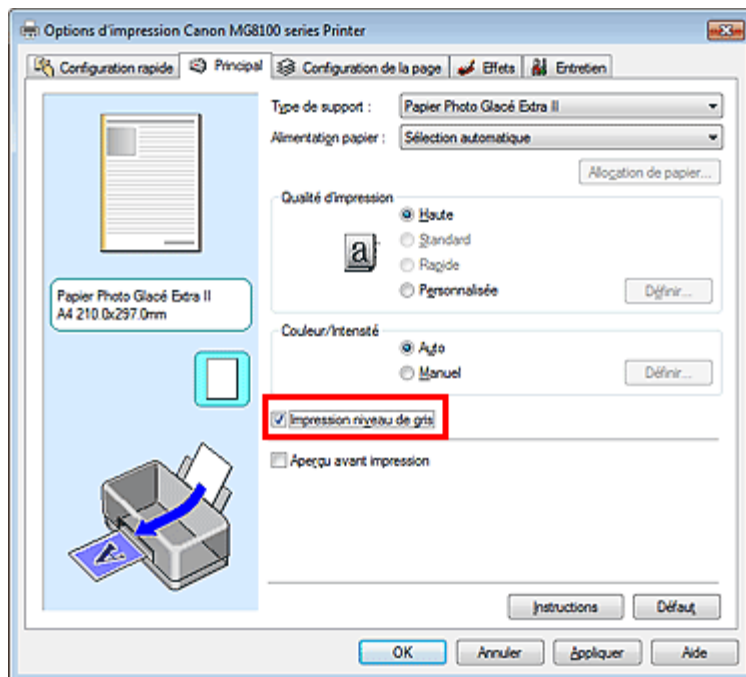 Options d'impression Canon MG8100 series Printer
Configuration rapide Principal Configuration de la page Effets Entretien
Type de support : Papier Photo Glacé Extra II
Alimentation papier : Sélection automatique
Allocation de papier...
Qualité d'impression
Haute
a
Standard
Rapide
Personnalisée Définir...
Papier Photo Glacé Extra II
A4 210.0x297.0mm
Couleur/Intensité
Auto
Manuel Définir...
Impression niveau de gris
Aperçu avant impression
A
Instructions Défaut
OK Annuler Appliquer Aide